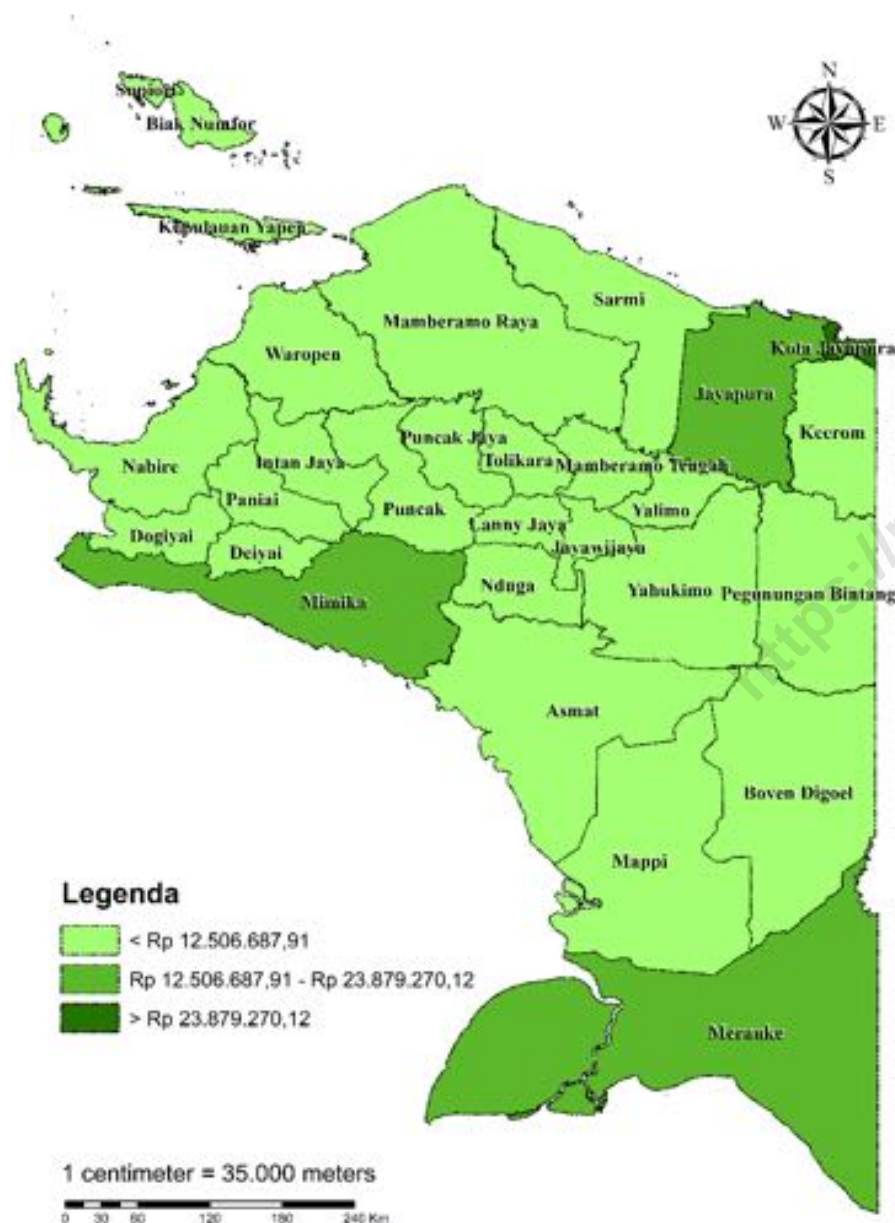 N
W E
S
Supiori
Biak Numfor
Kepulauan Yapen
Sarmi
Mamberamo Raya
Waropen
Kota Jayapura
Jayapura
Keerom
Puncak Jaya
Tolikara
Mamberamo Tengah
Intan Jaya
Nabire
Paniai
Puncak
Yalimo
Lanny Jaya
Dogiyai
Deiyai
Jayawijaya
Nduga
Yahukimo
Pegunungan Bintang
Mimika
https://
Asmat
Boven Digoel
Mappi
Legenda
< Rp 12.506.687,91
Rp 12.506.687,91 - Rp 23.879.270,12
> Rp 23.879.270,12
Merauke
1 centimeter = 35.000 meters
0 30 60 120 180 240 Km